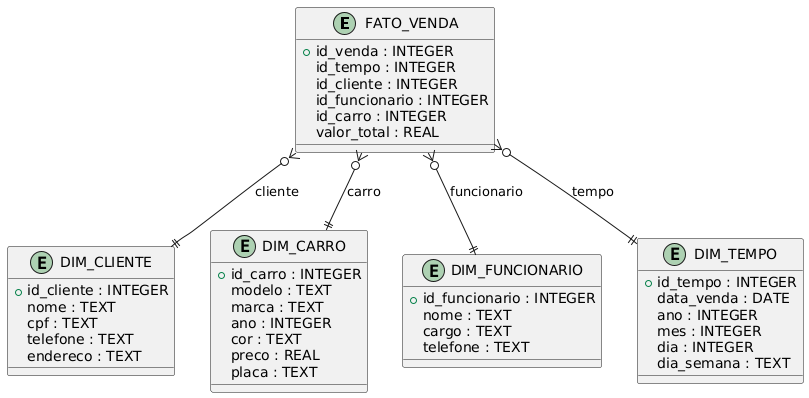 E FATO_VENDA
id_venda : INTEGER
id_tempo : INTEGER
id_cliente : INTEGER
id_funcionario : INTEGER
id_carro : INTEGER
valor_total : REAL
cliente
carro
funcionario
tempo
E DIM_CLIENTE
id_cliente : INTEGER
nome : TEXT
cpf : TEXT
telefone : TEXT
endereco : TEXT
E DIM_CARRO
id_carro : INTEGER
modelo : TEXT
marca : TEXT
ano : INTEGER
cor : TEXT
preco : REAL
placa : TEXT
E DIM_FUNCIONARIO
id_funcionario : INTEGER
nome : TEXT
cargo : TEXT
telefone : TEXT
E DIM_TEMPO
id_tempo : INTEGER
data_venda : DATE
ano : INTEGER
mes : INTEGER
dia : INTEGER
dia_semana : TEXT